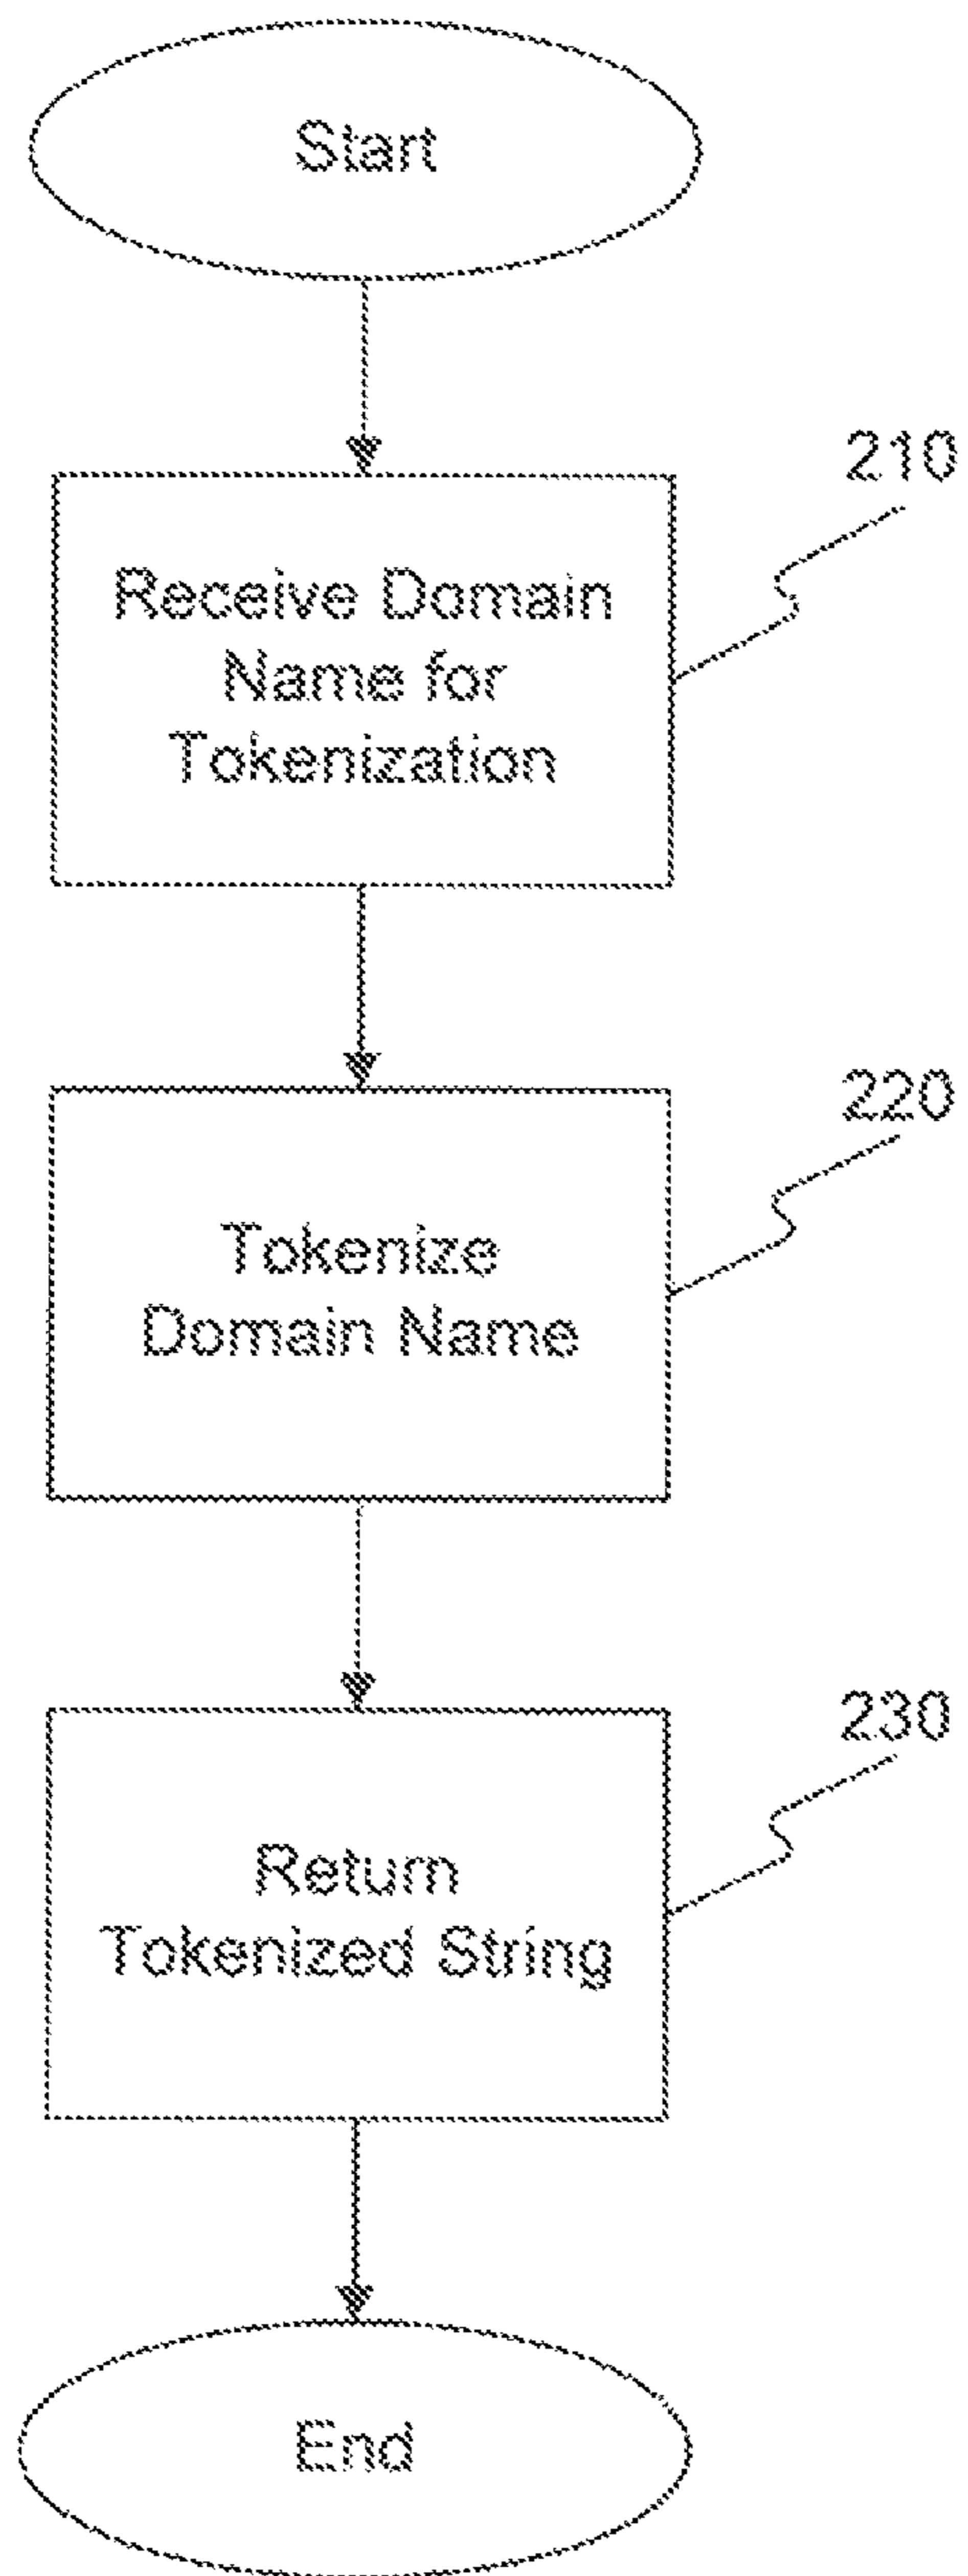 Start
210
Receive Domain
Name for
Tokenization
220
Tokenize
Domain Name
230
Return
Tokenized String
End